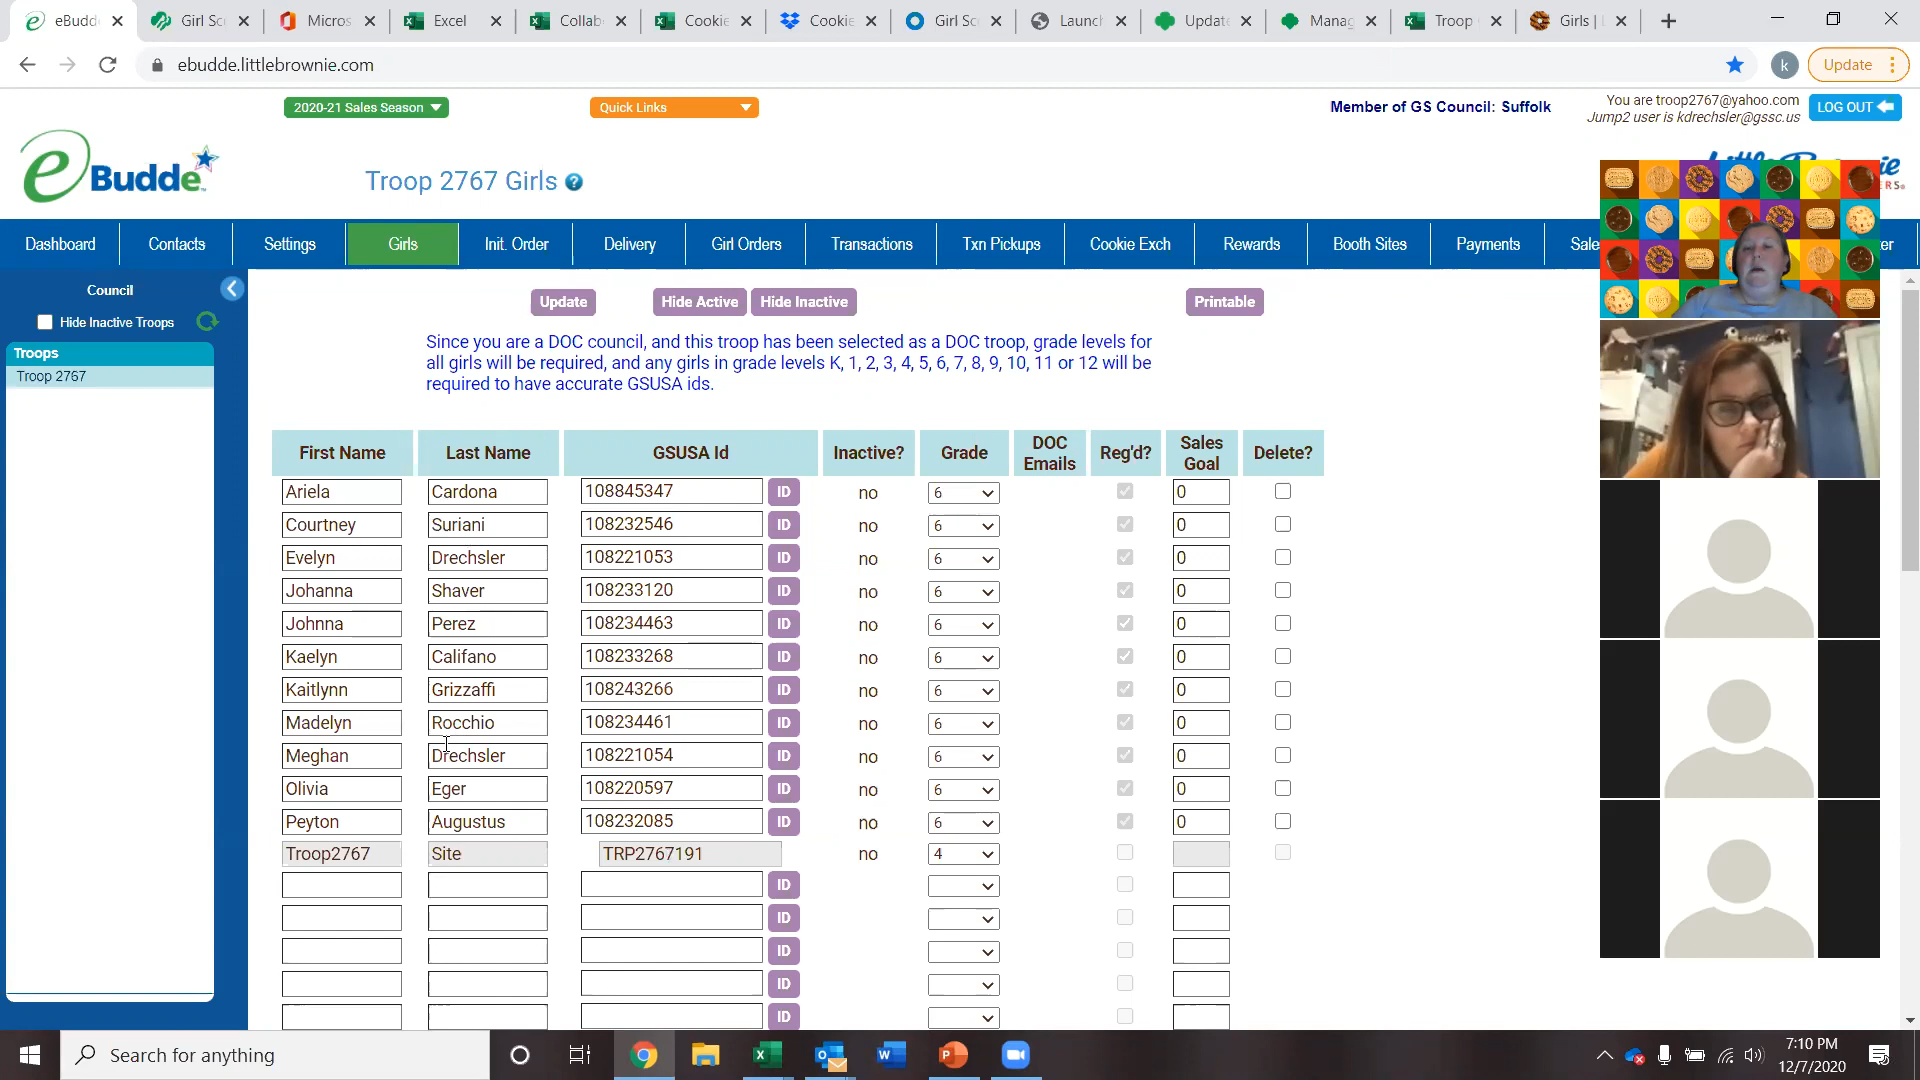 eBudde
Girl Sc
Micros
Excel
Collab
Cookie
Cookie
Girl Sc
Launc
Update
Manag
Troop
Girls |
ebudde.littlebrownie.com
k
Update
2020-21 Sales Season
Quick Links
Member of GS Council: Suffolk
You are troop2767@yahoo.com
Jump2 user is kdrechsler@gssc.us
LOG OUT
eBudde
Troop 2767 Girls ?
Dashboard
Contacts
Settings
Girls
Init. Order
Delivery
Girl Orders
Transactions
Txn Pickups
Cookie Exch
Rewards
Booth Sites
Payments
Sale
er
Council
Hide Inactive Troops
Troops
Troop 2767
Update
Hide Active
Hide Inactive
Printable
Since you are a DOC council, and this troop has been selected as a DOC troop, grade levels for
all girls will be required, and any girls in grade levels K, 1, 2, 3, 4, 5, 6, 7, 8, 9, 10, 11 or 12 will be
required to have accurate GSUSA ids.
First Name Last Name GSUSA Id Inactive? Grade DOC Emails Reg'd? Sales Goal Delete?
Ariela Cardona 108845347 ID no 6 0
Courtney Suriani 108232546 ID no 6 0
Evelyn Drechsler 108221053 ID no 6 0
Johanna Shaver 108233120 ID no 6 0
Johnna Perez 108234463 ID no 6 0
Kaelyn Califano 108233268 ID no 6 0
Kaitlynn Grizzaffi 108243266 ID no 6 0
Madelyn Rocchio 108234461 ID no 6 0
Meghan Drechsler 108221054 ID no 6 0
Olivia Eger 108220597 ID no 6 0
Peyton Augustus 108232085 ID no 6 0
Troop2767 Site TRP2767191 no 4
ID
ID
ID
ID
ID
Search for anything
7:10 PM
12/7/2020